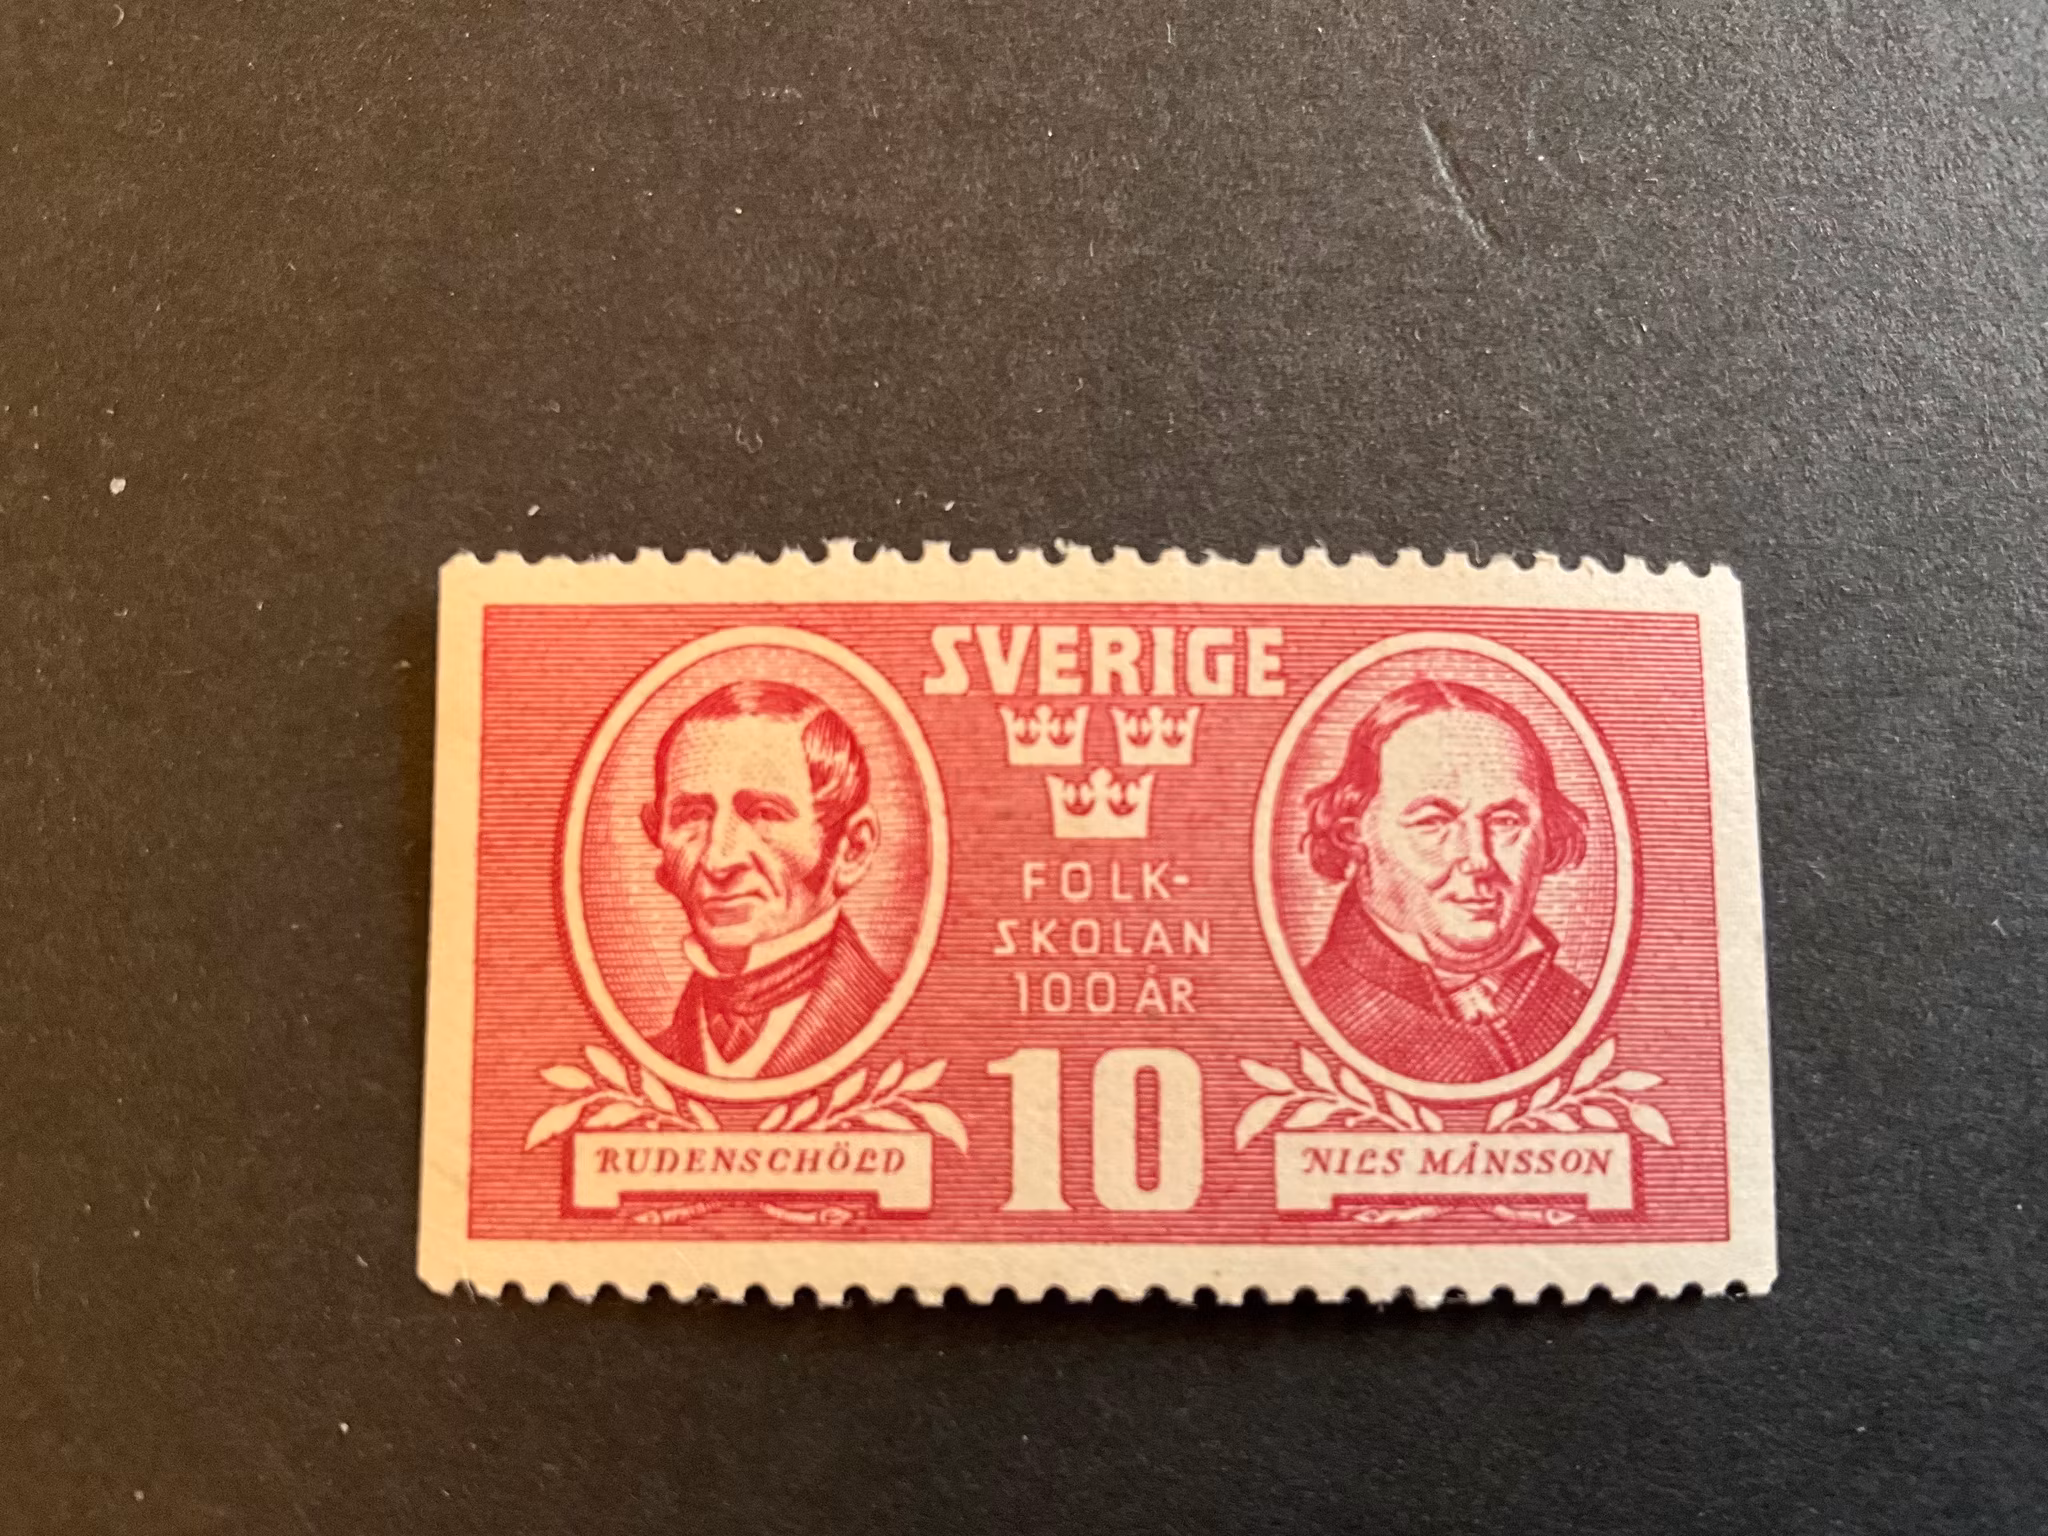 SVERIGE
FOLK-
SKOLAN
100 ÅR
10
RUDENSCHÖLD
NILS MÅNSSON